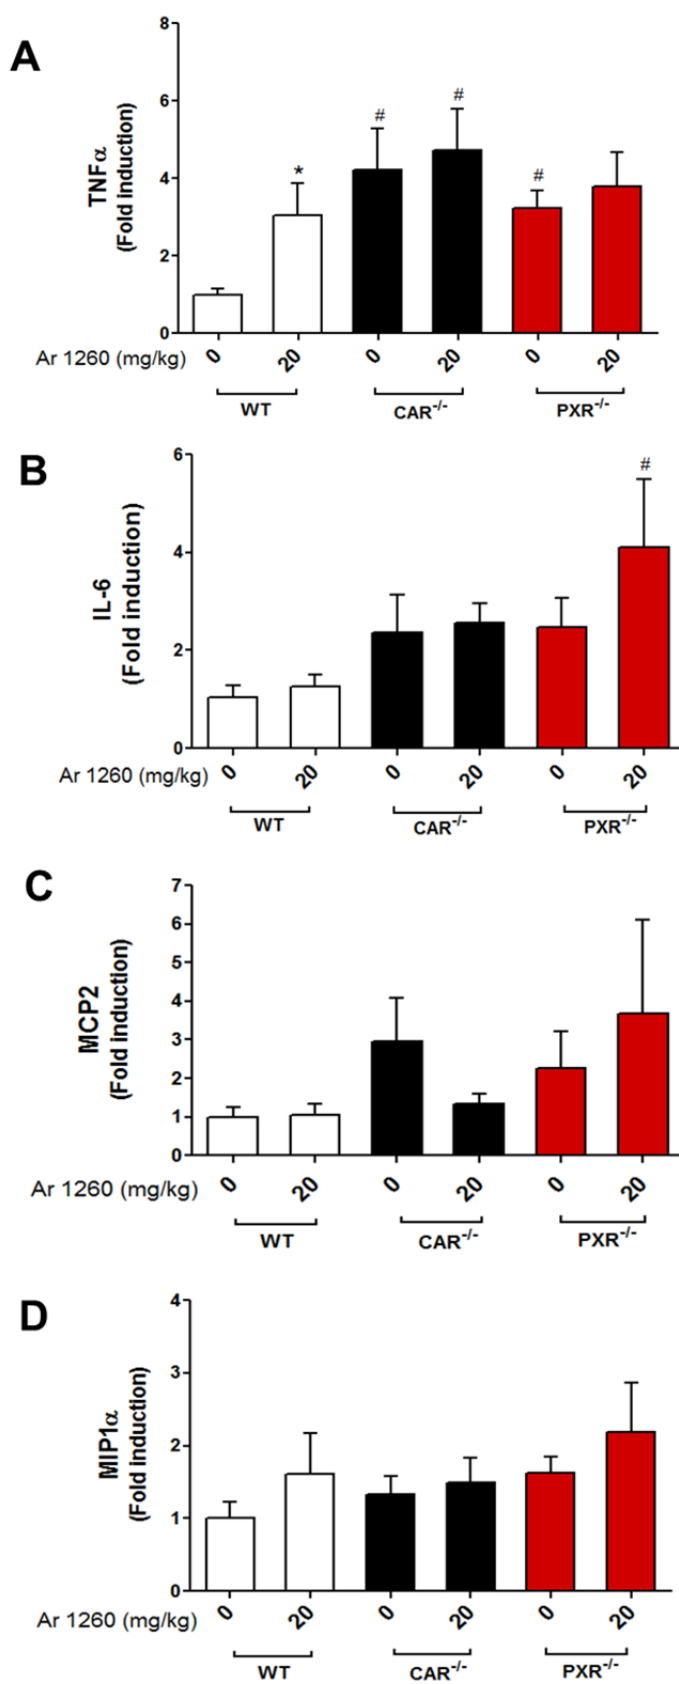 A
TNFα
(Fold induction)
8
6
4
2
0
*
#
#
#
Ar 1260 (mg/kg)
0 20 0 20 0 20
WT CAR-/- PXR-/-
B
IL-6
(Fold induction)
6
4
2
0
#
Ar 1260 (mg/kg)
0 20 0 20 0 20
WT CAR-/- PXR-/-
C
MCP2
(Fold induction)
7
6
5
4
3
2
1
0
Ar 1260 (mg/kg)
0 20 0 20 0 20
WT CAR-/- PXR-/-
D
MIP1α
(Fold Induction)
4
3
2
1
0
Ar 1260 (mg/kg)
0 20 0 20 0 20
WT CAR-/- PXR-/-